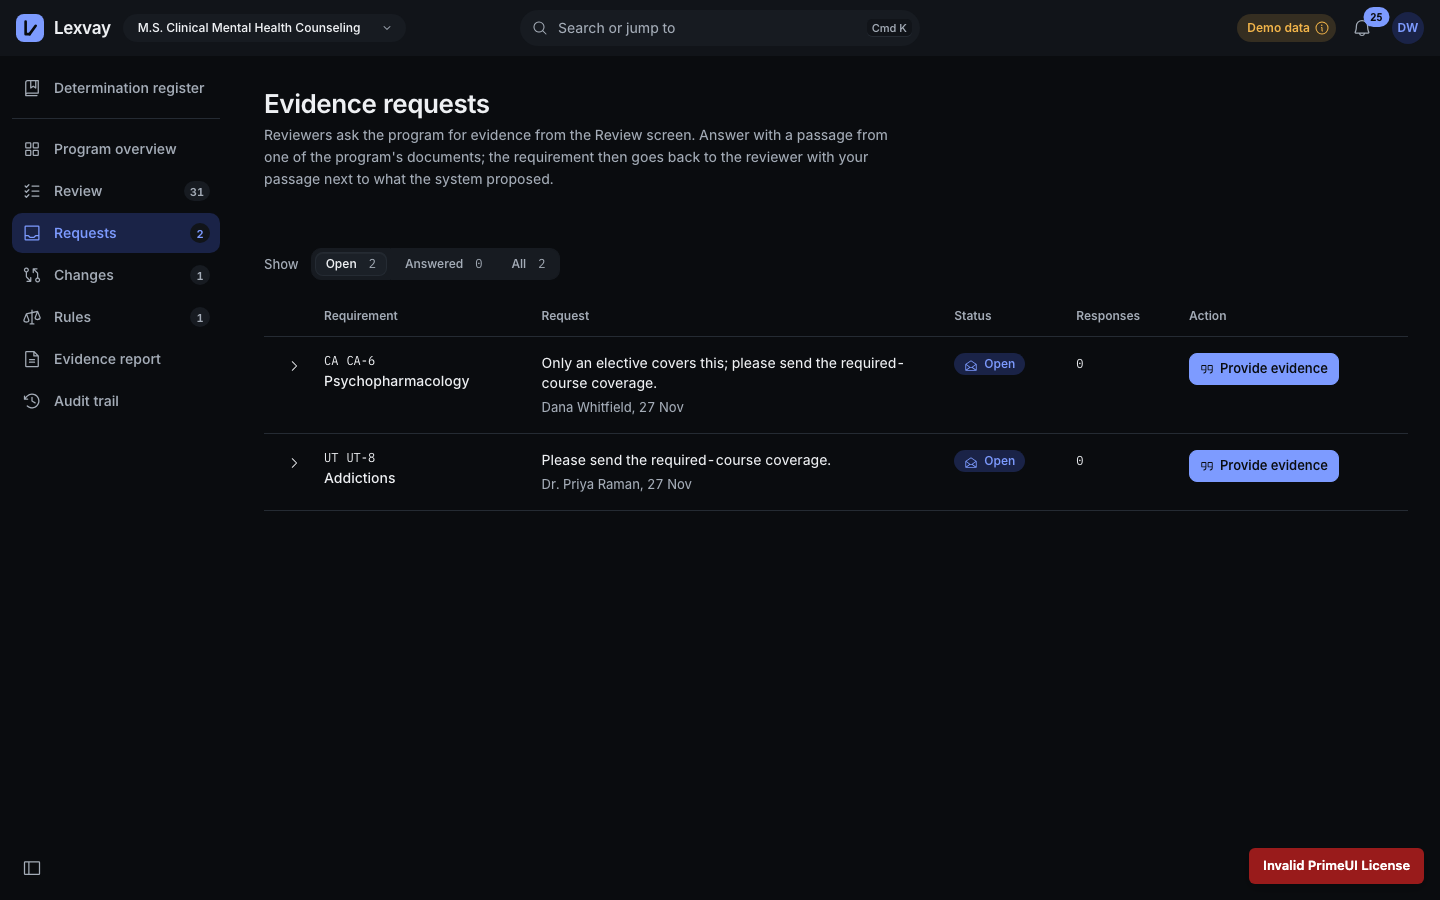 Lexvay
M.S. Clinical Mental Health Counseling
Search or jump to
Cmd K
Demo data
25
DW
Determination register
Program overview
Review 31
Requests 2
Changes 1
Rules 1
Evidence report
Audit trail
Evidence requests
Reviewers ask the program for evidence from the Review screen. Answer with a passage from
one of the program's documents; the requirement then goes back to the reviewer with your
passage next to what the system proposed.
Show Open 2 Answered 0 All 2
Requirement Request Status Responses Action
CA CA-6
Psychopharmacology
Only an elective covers this; please send the required-
course coverage.
Dana Whitfield, 27 Nov
Open
0
Provide evidence
UT UT-8
Addictions
Please send the required-course coverage.
Dr. Priya Raman, 27 Nov
Open
0
Provide evidence
Invalid PrimeUI License